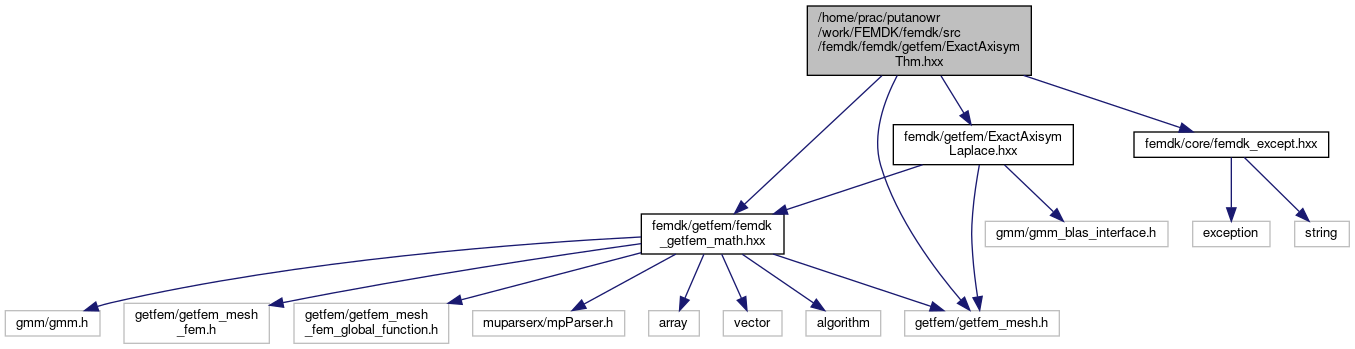 /home/prac/putanowr
/work/FEMDK/femdk/src
/femdk/femdk/getfem/ExactAxisym
Thm.hxx
femdk/getfem/ExactAxisym
Laplace.hxx
femdk/core/femdk_except.hxx
femdk/getfem/femdk
_getfem_math.hxx
gmm/gmm_blas_interface.h
exception
string
gmm/gmm.h
getfem/getfem_mesh
_fem.h
getfem/getfem_mesh
_fem_global_function.h
muparserx/mpParser.h
array
vector
algorithm
getfem/getfem_mesh.h